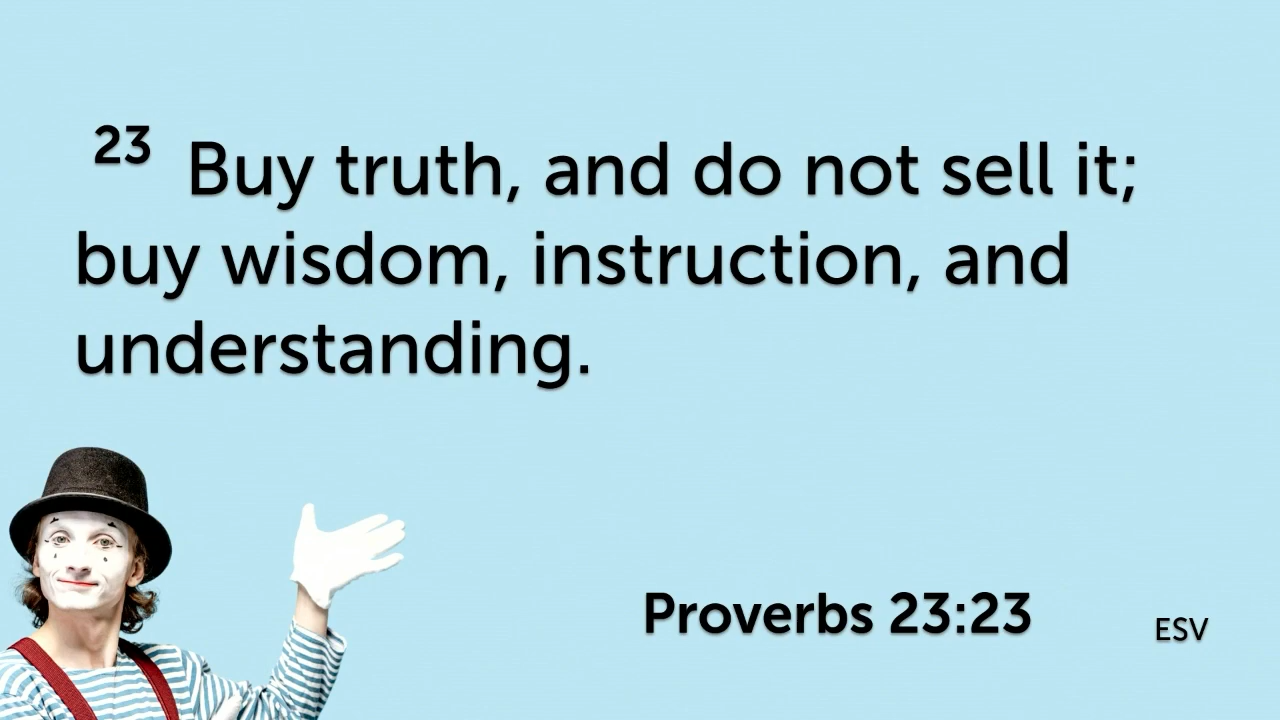 23 Buy truth, and do not sell it;
buy wisdom, instruction, and
understanding.
Proverbs 23:23
ESV